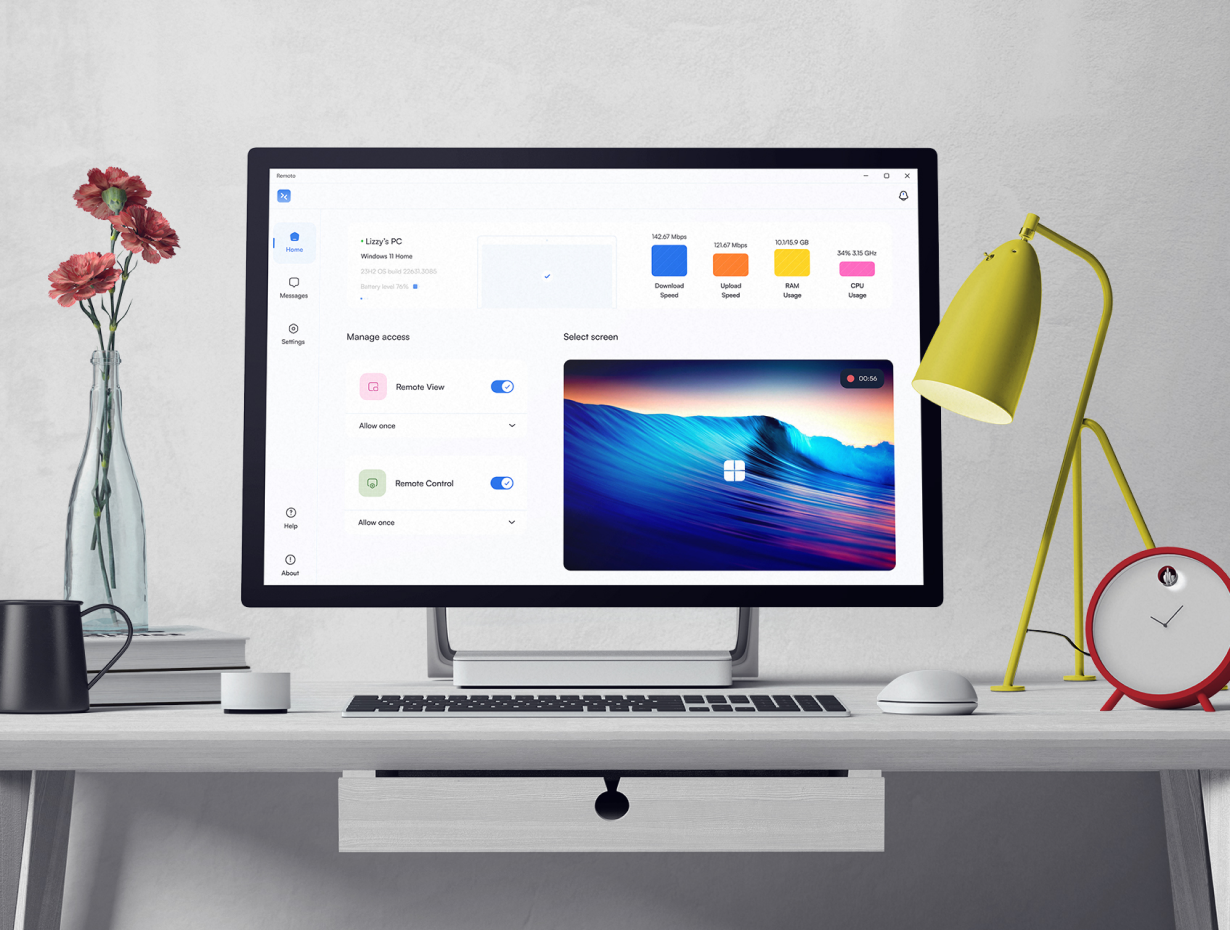 Remoto
Home
Messages
Settings
Help
About
Lizzy's PC
Windows 11 Home
23H2 OS build 22631.3085
Battery level 76%
142.67 Mbps
Download
Speed
121.67 Mbps
Upload
Speed
10.1/15.9 GB
RAM
Usage
34% 3.15 GHz
CPU
Usage
Manage access
Remote View
Allow once
Remote Control
Allow once
Select screen
00:56